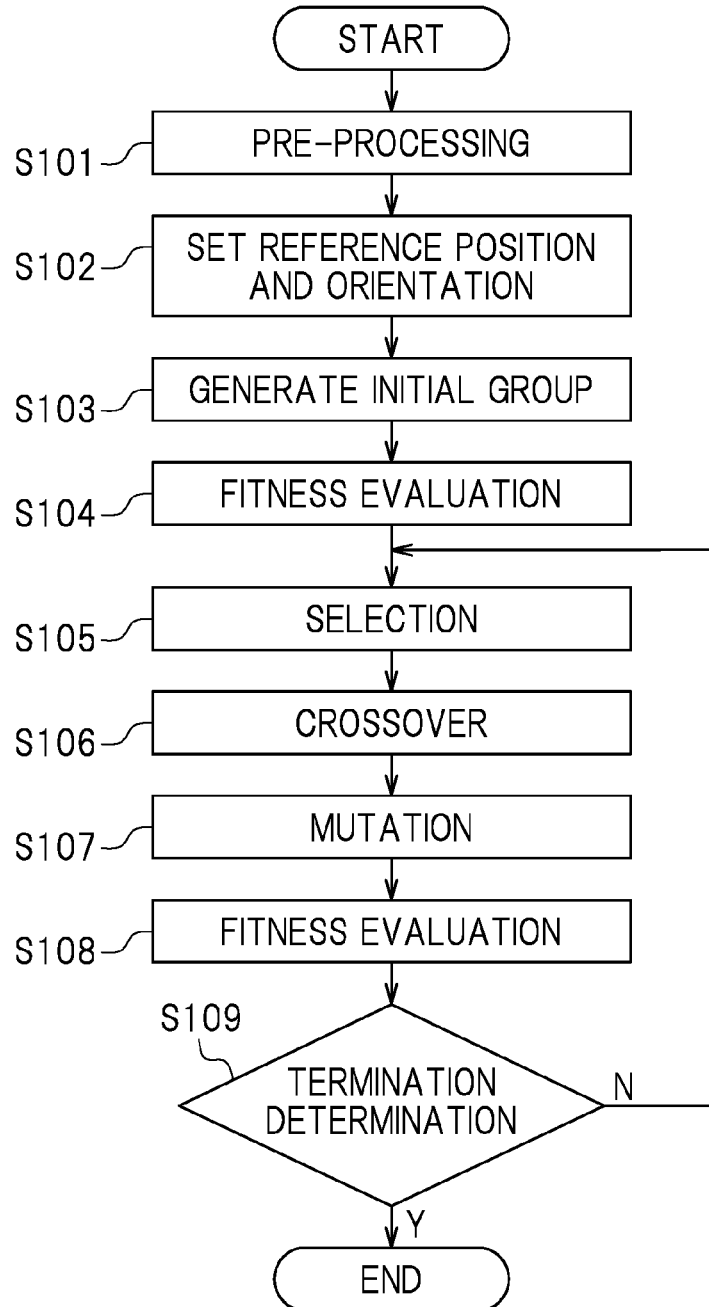 START
S101
PRE-PROCESSING
S102
SET REFERENCE POSITION
AND ORIENTATION
S103
GENERATE INITIAL GROUP
S104
FITNESS EVALUATION
S105
SELECTION
S106
CROSSOVER
S107
MUTATION
S108
FITNESS EVALUATION
S109
TERMINATION
DETERMINATION
N
Y
END